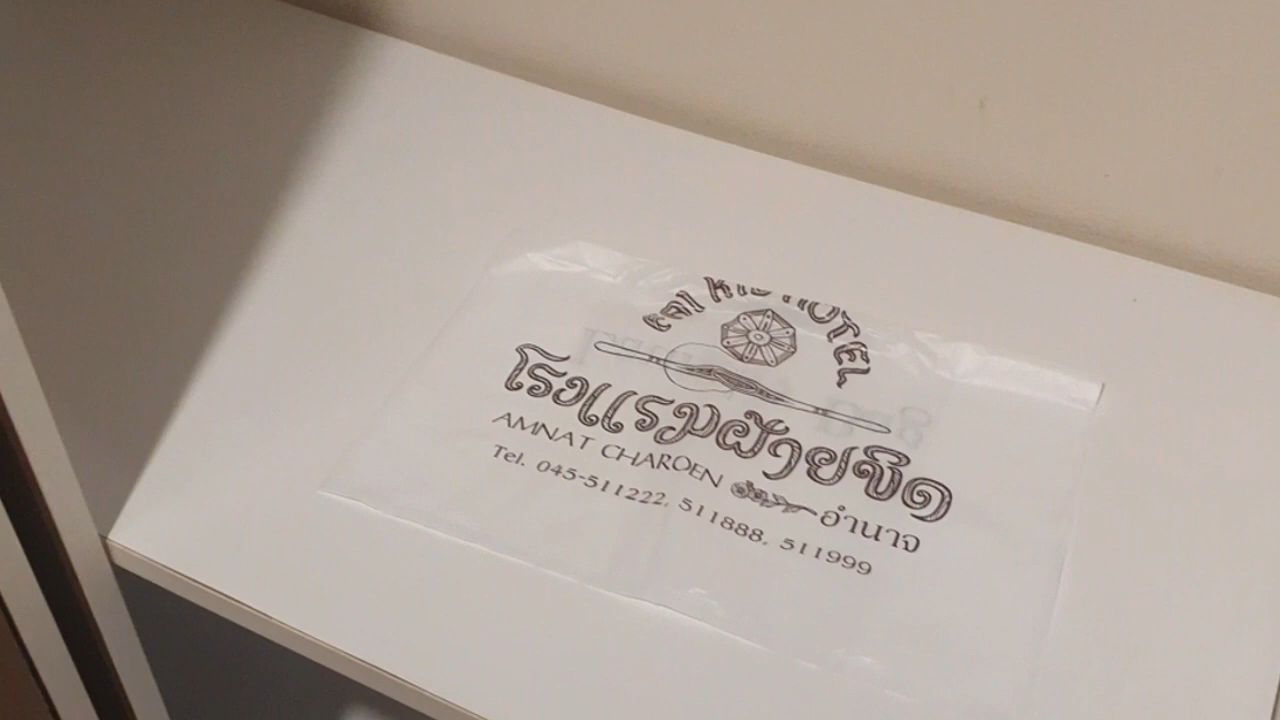 HOTEL
โรงแรมฝ้ายขิด
AMNAT CHAROEN อำนาจ
Tel. 045-511222, 511888, 511999